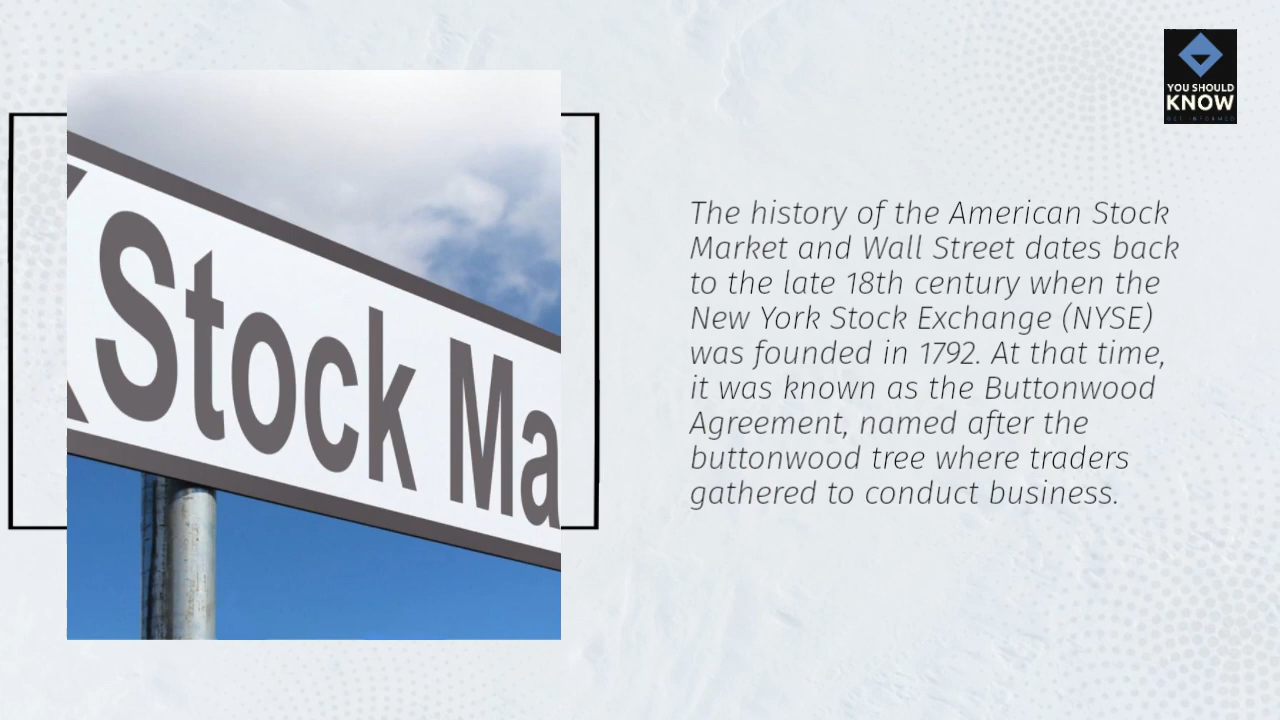 Stock Ma
YOU SHOULD
KNOW
GET INFORMED
The history of the American Stock
Market and Wall Street dates back
to the late 18th century when the
New York Stock Exchange (NYSE)
was founded in 1792. At that time,
it was known as the Buttonwood
Agreement, named after the
buttonwood tree where traders
gathered to conduct business.